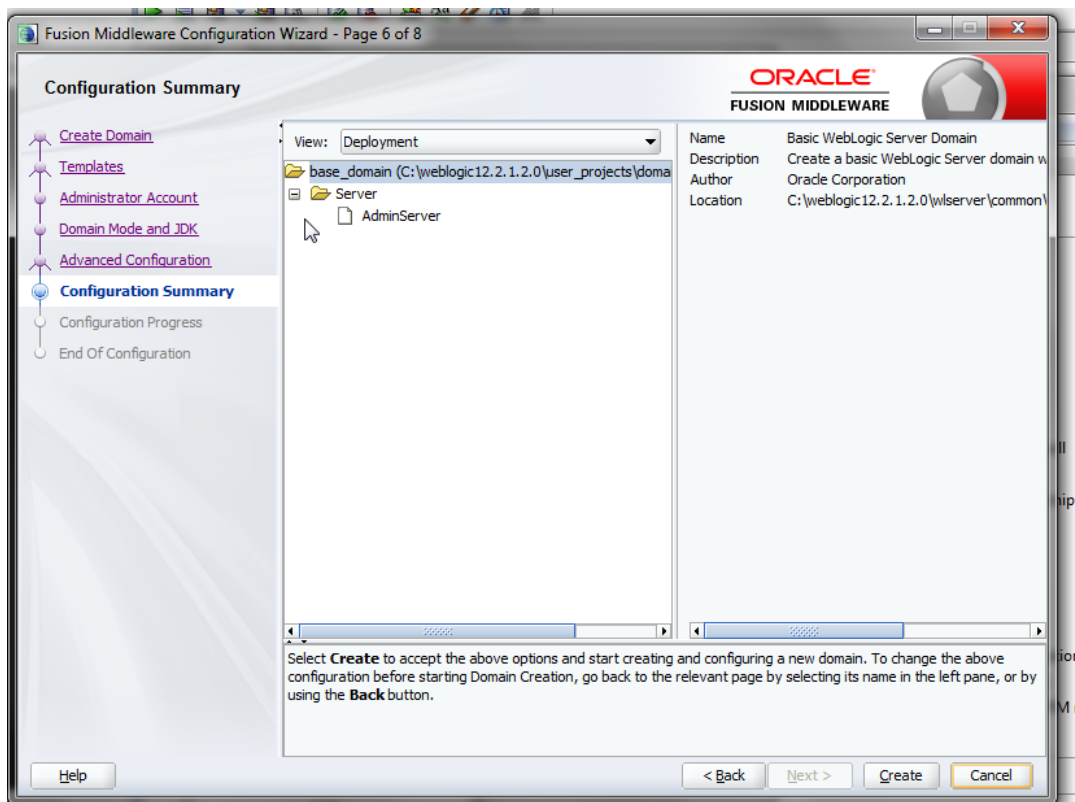 Fusion Middleware Configuration Wizard - Page 6 of 8
Configuration Summary
ORACLE
FUSION MIDDLEWARE
Create Domain
Templates
Administrator Account
Domain Mode and JDK
Advanced Configuration
Configuration Summary
Configuration Progress
End Of Configuration
View: Deployment
base_domain (C:\weblogic12.2.1.2.0\user_projects\doma
Server
AdminServer
Name Basic WebLogic Server Domain
Description Create a basic WebLogic Server domain w
Author Oracle Corporation
Location C:\weblogic12.2.1.2.0\wlserver\common\
Select Create to accept the above options and start creating and configuring a new domain. To change the above
configuration before starting Domain Creation, go back to the relevant page by selecting its name in the left pane, or by
using the Back button.
Help
< Back
Next >
Create
Cancel